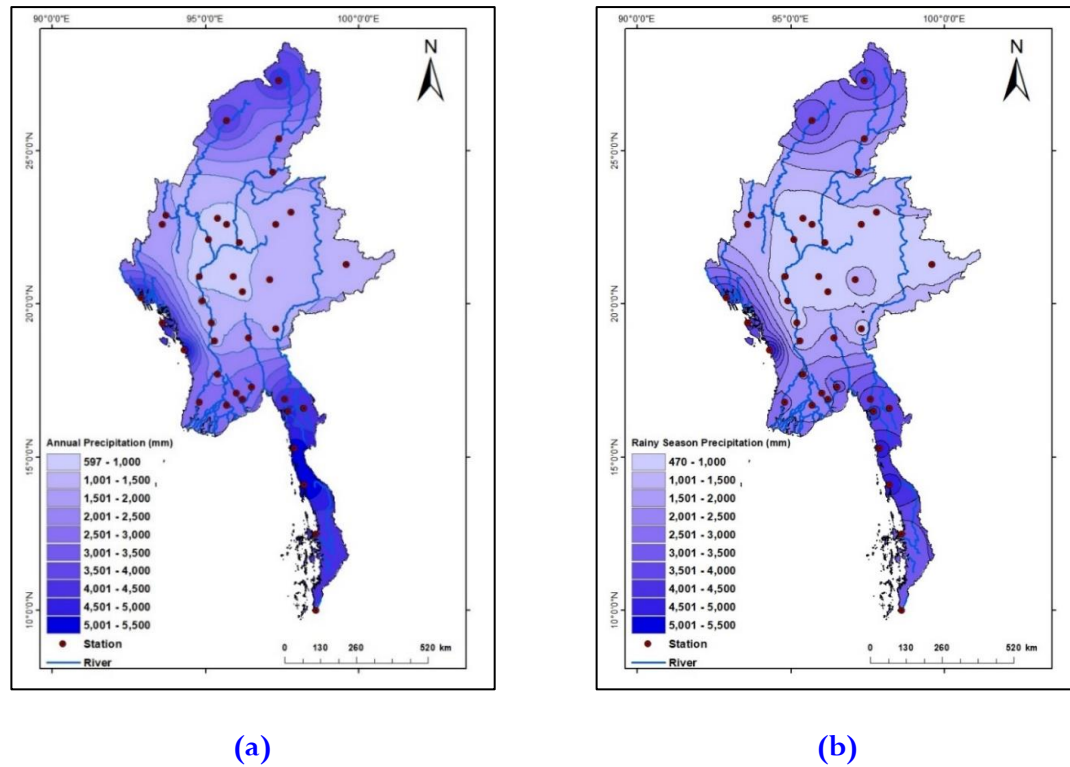 90°0'0"E 95°0'0"E 100°0'0"E
N
25°0'0"N
20°0'0"N
15°0'0"N
10°0'0"N
Annual Precipitation (mm)
597 - 1,000
1,001 - 1,500
1,501 - 2,000
2,001 - 2,500
2,501 - 3,000
3,001 - 3,500
3,501 - 4,000
4,001 - 4,500
4,501 - 5,000
5,001 - 5,500
Station
River
0 130 260 520 km
(a)
90°0'0"E 95°0'0"E 100°0'0"E
N
25°0'0"N
20°0'0"N
15°0'0"N
10°0'0"N
Rainy Season Precipitation (mm)
470 - 1,000
1,001 - 1,500
1,501 - 2,000
2,001 - 2,500
2,501 - 3,000
3,001 - 3,500
3,501 - 4,000
4,001 - 4,500
4,501 - 5,000
5,001 - 5,500
Station
River
0 130 260 520 km
(b)